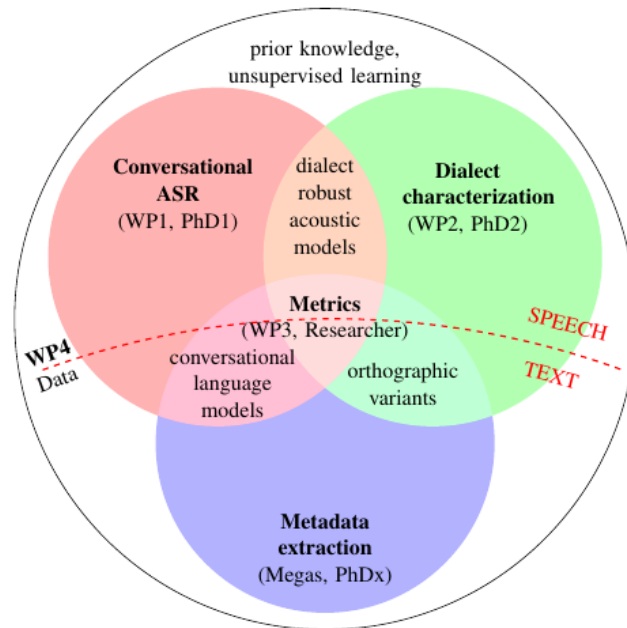 prior knowledge,
unsupervised learning
Conversational
ASR
(WP1, PhD1)
dialect
robust
acoustic
models
Dialect
characterization
(WP2, PhD2)
Metrics
(WP3, Researcher)
SPEECH
TEXT
WP4
Data
conversational
language
models
orthographic
variants
Metadata
extraction
(Megas, PhDx)